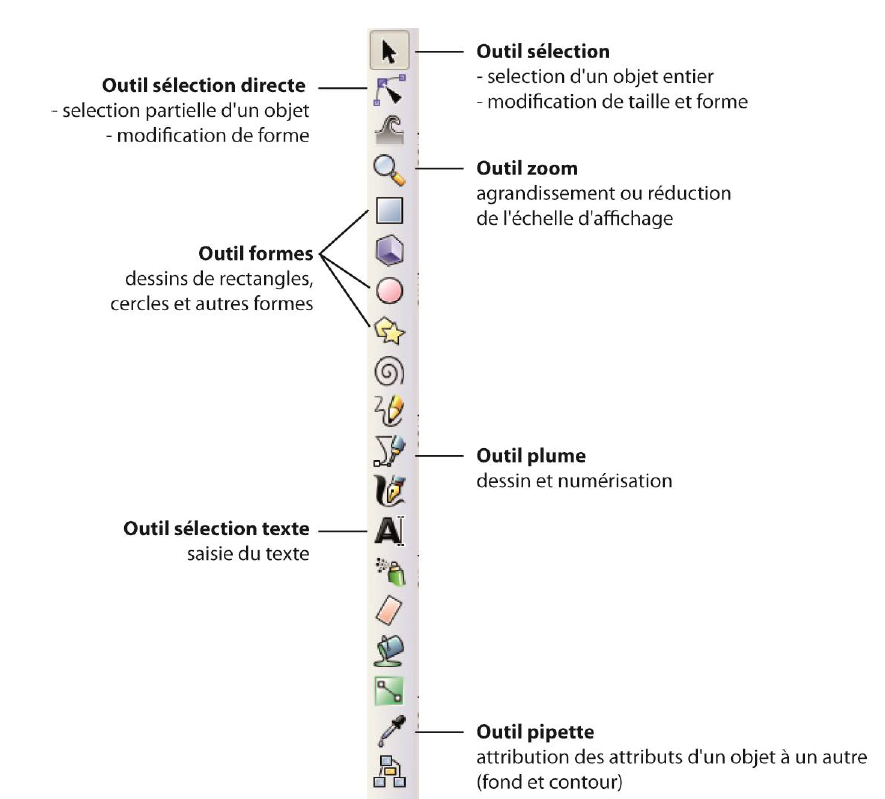 Outil sélection
- selection d'un objet entier
- modification de taille et forme
Outil sélection directe
- selection partielle d'un objet
- modification de forme
Outil zoom
agrandissement ou réduction
de l'échelle d'affichage
Outil formes
dessins de rectangles,
cercles et autres formes
Outil plume
dessin et numérisation
Outil sélection texte
saisie du texte
Outil pipette
attribution des attributs d'un objet à un autre
(fond et contour)